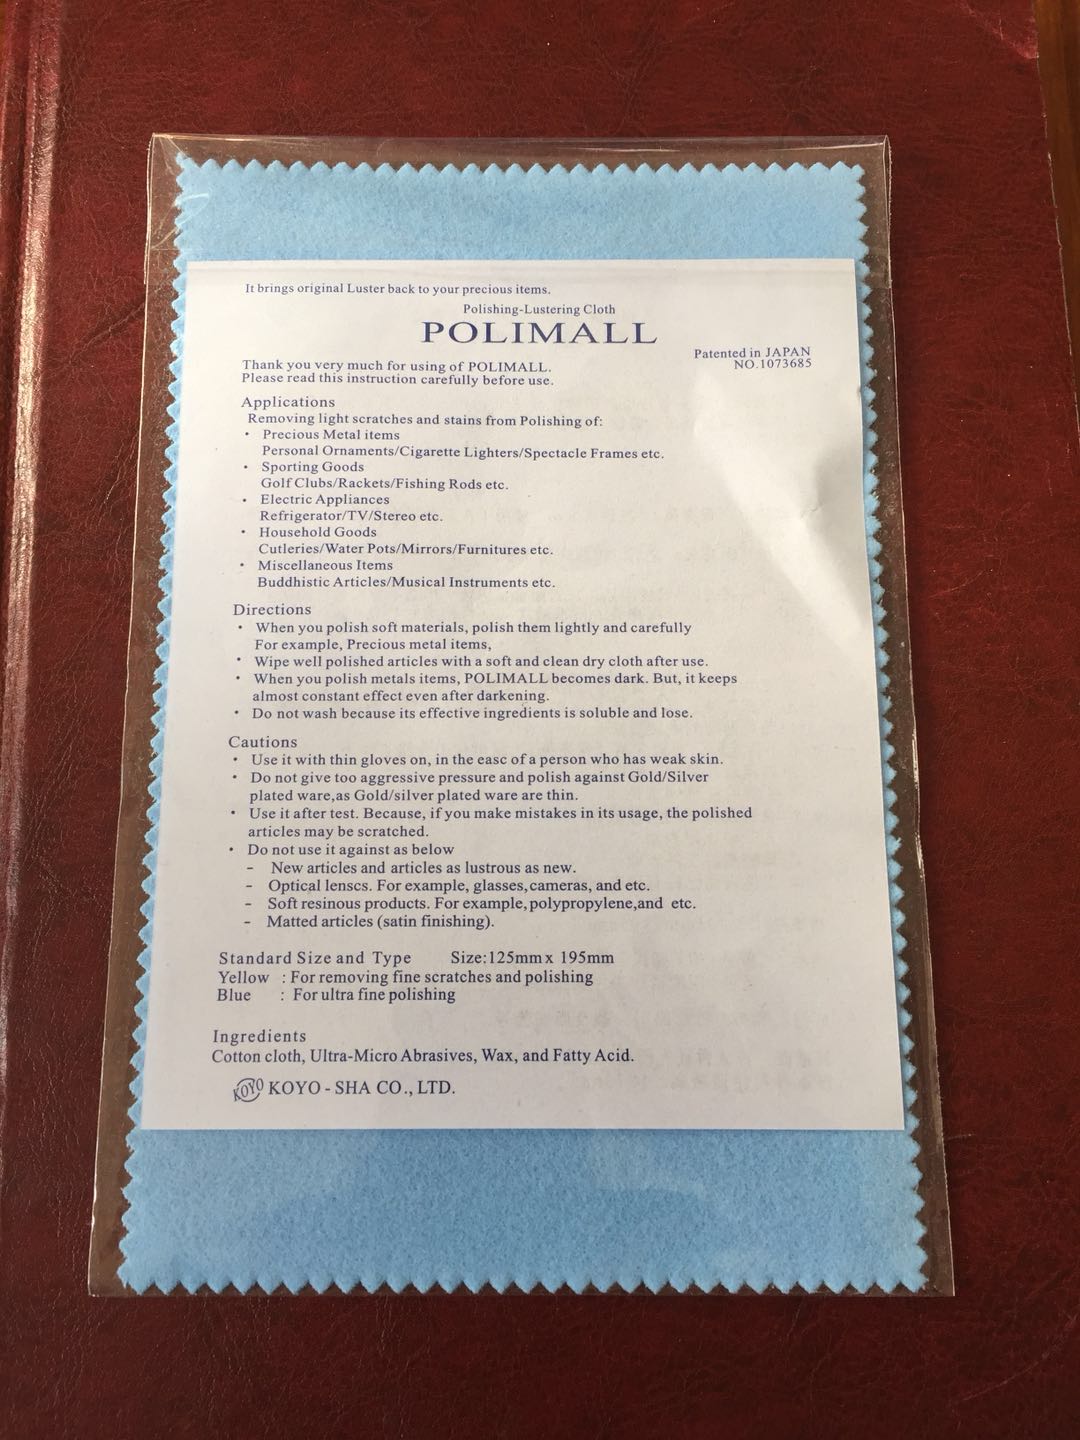 It brings original Luster back to your precious items.
Polishing-Lustering Cloth
POLIMALL
Patented in JAPAN
NO.1073685
Thank you very much for using of POLIMALL.
Please read this instruction carefully before use.
Applications
Removing light scratches and stains from Polishing of:
・ Precious Metal items
Personal Ornaments/Cigarette Lighters/Spectacle Frames etc.
・ Sporting Goods
Golf Clubs/Rackets/Fishing Rods etc.
・ Electric Appliances
Refrigerator/TV/Stereo etc.
・ Household Goods
Cutleries/Water Pots/Mirrors/Furnitures etc.
・ Miscellaneous Items
Buddhistic Articles/Musical Instruments etc.
Directions
・ When you polish soft materials, polish them lightly and carefully
For example, Precious metal items,
・ Wipe well polished articles with a soft and clean dry cloth after use.
・ When you polish metals items, POLIMALL becomes dark. But, it keeps
almost constant effect even after darkening.
・ Do not wash because its effective ingredients is soluble and lose.
Cautions
・ Use it with thin gloves on, in the ease of a person who has weak skin.
・ Do not give too aggressive pressure and polish against Gold/Silver
plated ware,as Gold/silver plated ware are thin.
・ Use it after test. Because, if you make mistakes in its usage, the polished
articles may be scratched.
・ Do not use it against as below
– New articles and articles as lustrous as new.
– Optical lenscs. For example, glasses,cameras, and etc.
– Soft resinous products. For example,polypropylene,and etc.
– Matted articles (satin finishing).
Standard Size and Type Size:125mm x 195mm
Yellow : For removing fine scratches and polishing
Blue : For ultra fine polishing
Ingredients
Cotton cloth, Ultra-Micro Abrasives, Wax, and Fatty Acid.
KOYO KOYO - SHA CO., LTD.